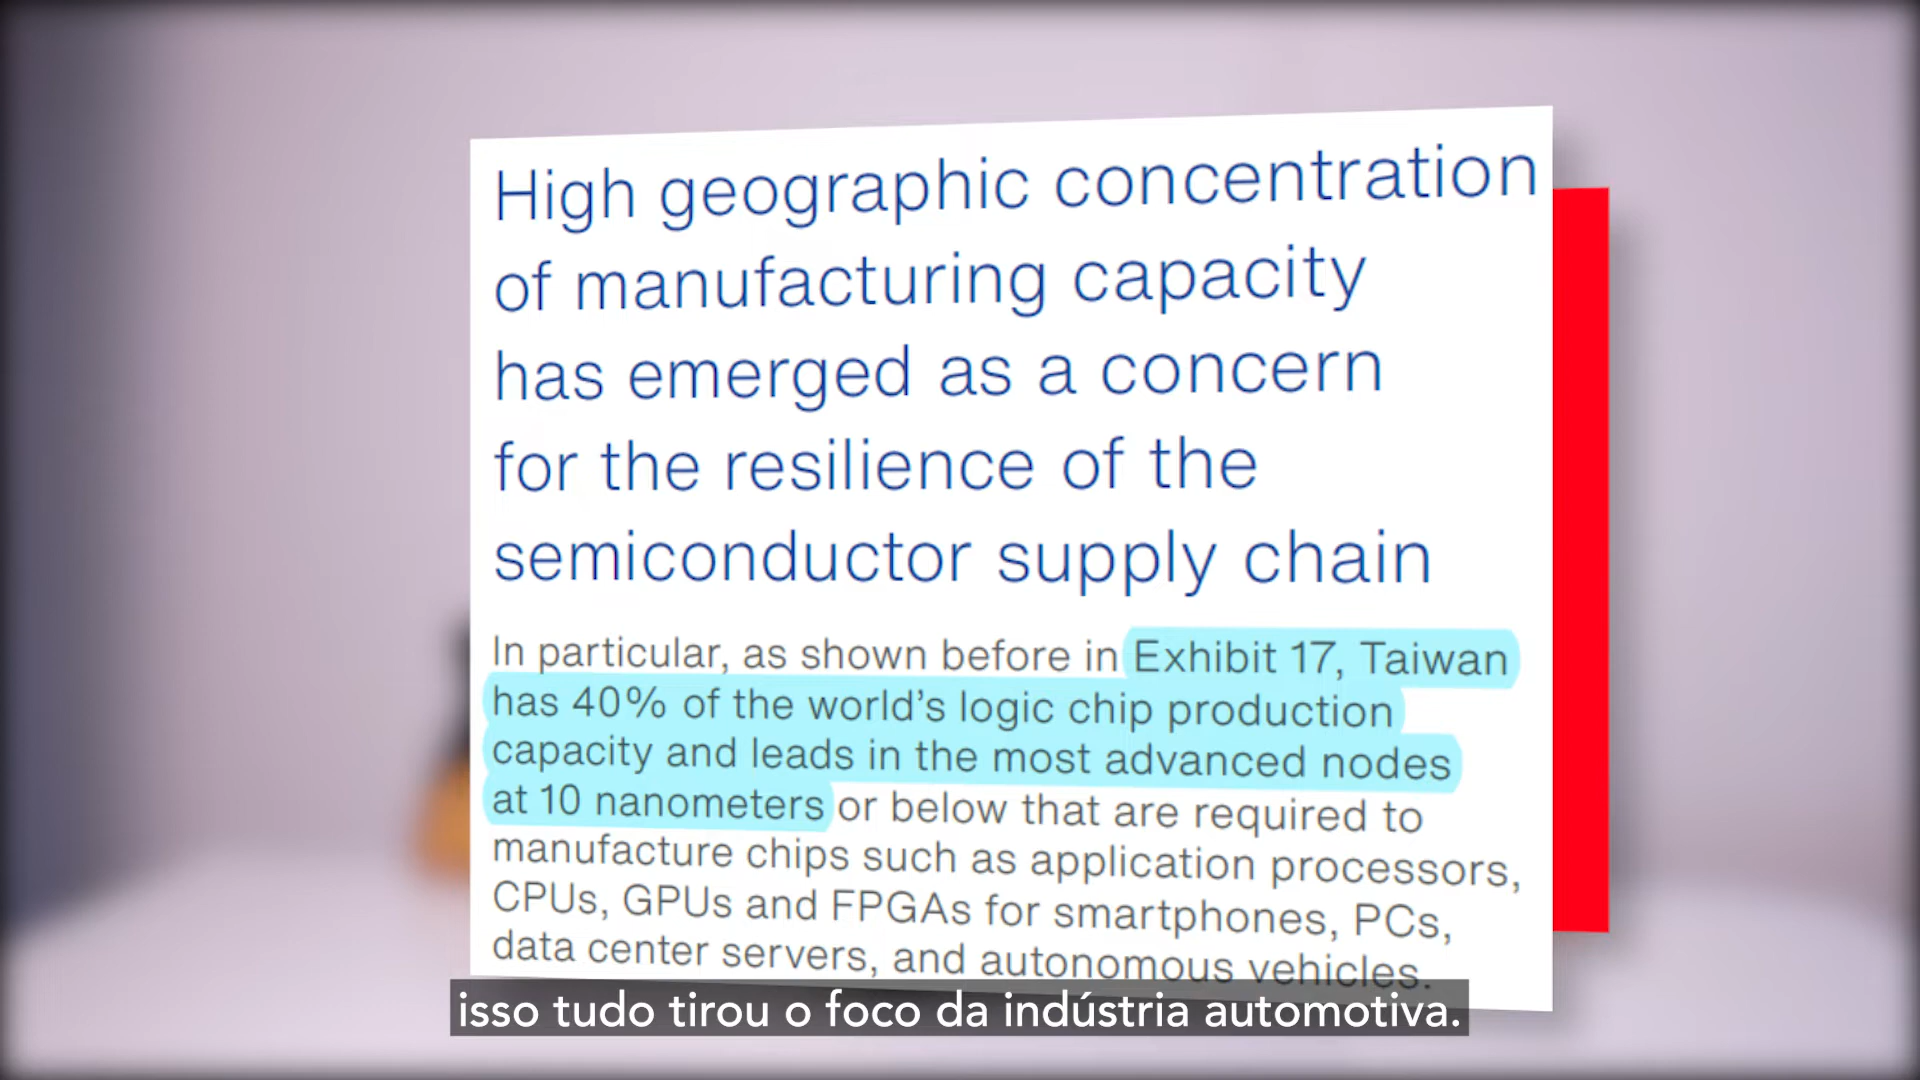 High geographic concentration
of manufacturing capacity
has emerged as a concern
for the resilience of the
semiconductor supply chain
In particular, as shown before in Exhibit 17, Taiwan
has 40% of the world’s logic chip production
capacity and leads in the most advanced nodes
at 10 nanometers or below that are required to
manufacture chips such as application processors,
CPUs, GPUs and FPGAs for smartphones, PCs,
data center servers, and autonomous vehicles.
isso tudo tirou o foco da indústria automotiva.